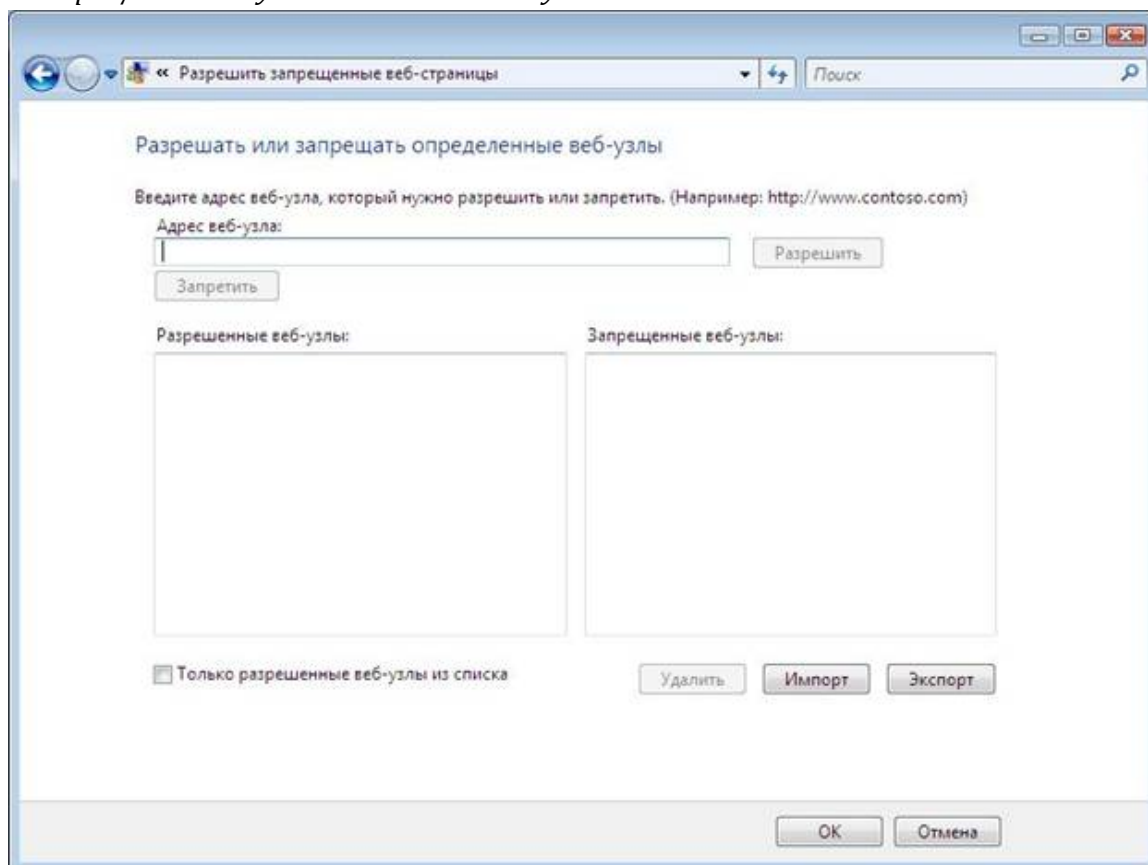 « Разрешить запрещенные веб-страницы
Поиск
Разрешать или запрещать определенные веб-узлы
Введите адрес веб-узла, который нужно разрешить или запретить. (Например: http://www.contoso.com)
Адрес веб-узла:
Разрешить
Запретить
Разрешенные веб-узлы: Запрещенные веб-узлы:
Только разрешенные веб-узлы из списка
Удалить Импорт Экспорт
ОК Отмена